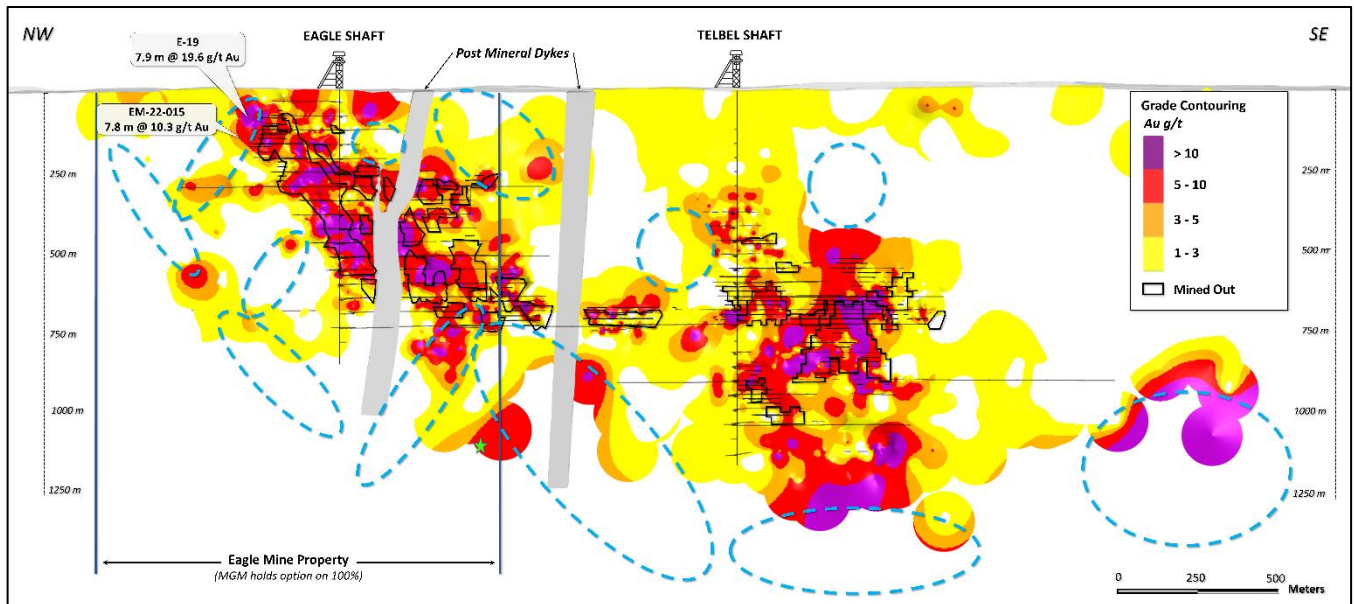 NW
SE
EAGLE SHAFT
TELBEL SHAFT
Post Mineral Dykes
E-19
7.9 m @ 19.6 g/t Au
EM-22-015
7.8 m @ 10.3 g/t Au
Grade Contouring
Au g/t
> 10
5 - 10
3 - 5
1 - 3
Mined Out
250 m
500 m
750 m
1000 m
1250 m
250 m
500 m
750 m
1000 m
1250 m
Eagle Mine Property
(MGM holds option on 100%)
0 250 500
Meters